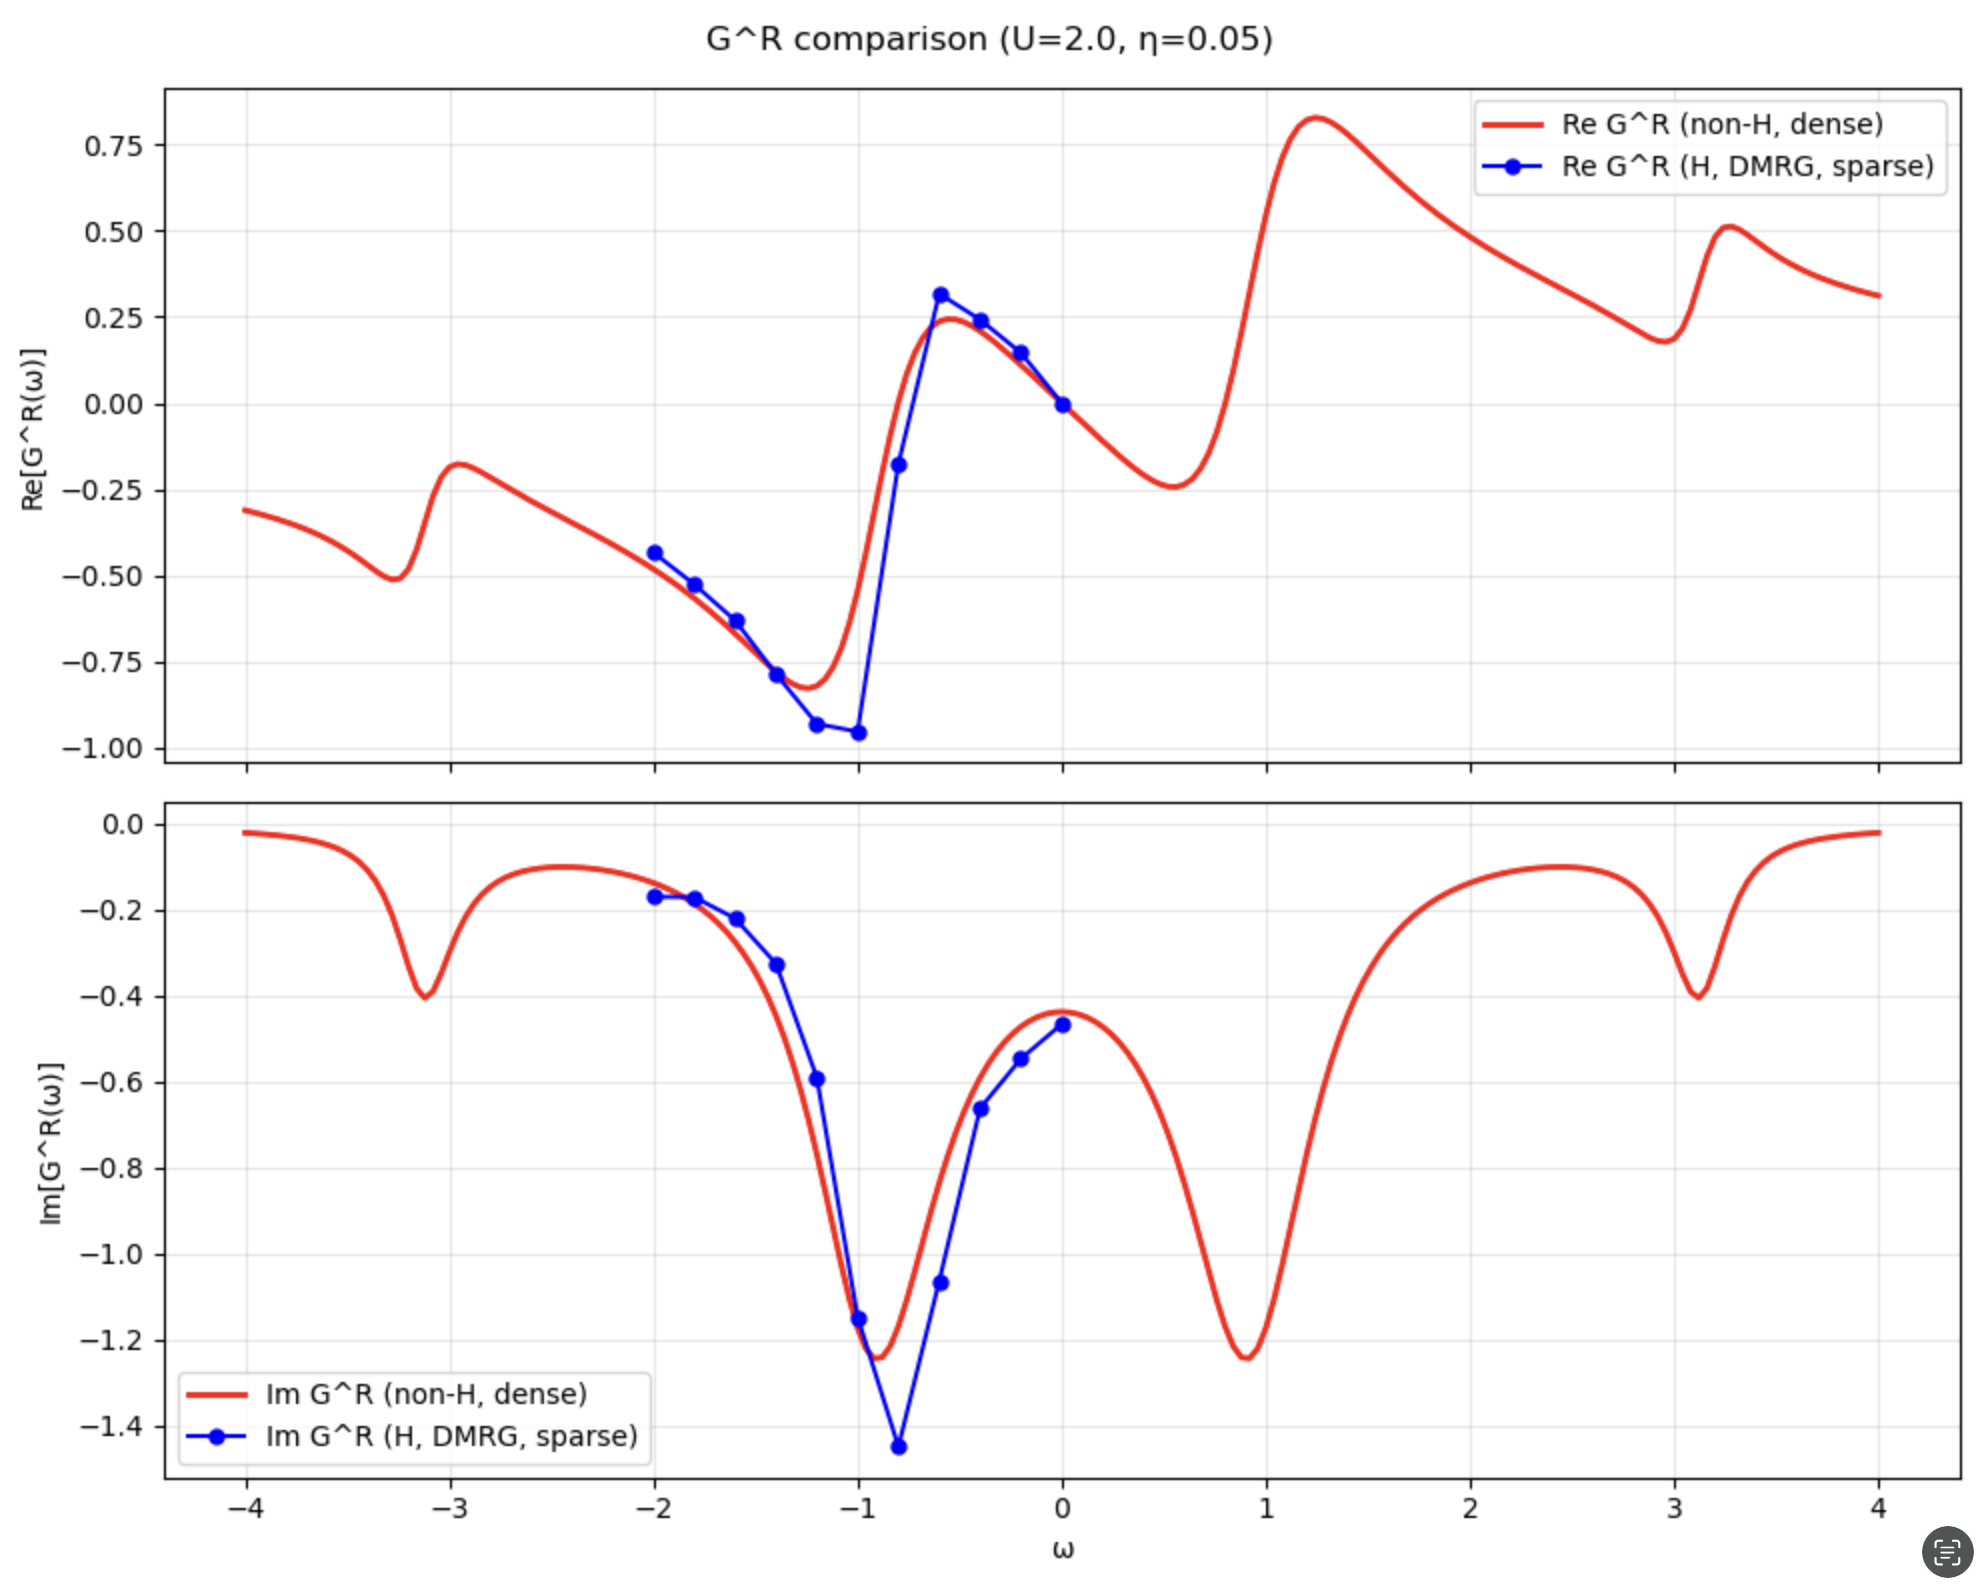 G^R comparison (U=2.0, η=0.05)
Re[G^R(ω)]
0.75
0.50
0.25
0.00
−0.25
−0.50
−0.75
−1.00
Re G^R (non-H, dense)
Re G^R (H, DMRG, sparse)
Im[G^R(ω)]
0.0
−0.2
−0.4
−0.6
−0.8
−1.0
−1.2
−1.4
Im G^R (non-H, dense)
Im G^R (H, DMRG, sparse)
−4 −3 −2 −1 0 1 2 3 4
ω